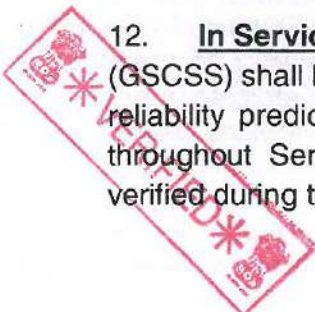 12. In Servic
(GSCSS) shall
reliability predic
throughout Ser
verified during t
*VERIFIED*